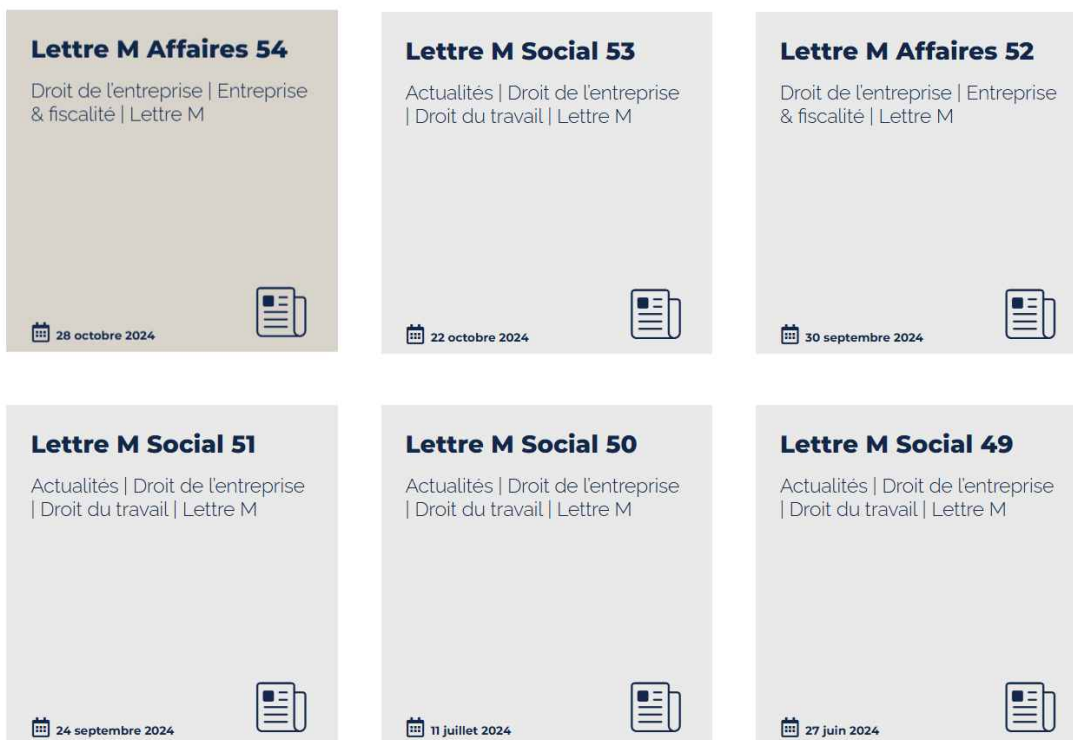 Lettre M Affaires 54
Droit de l'entreprise | Entreprise
& fiscalité | Lettre M
28 octobre 2024
Lettre M Social 53
Actualités | Droit de l'entreprise
| Droit du travail | Lettre M
22 octobre 2024
Lettre M Affaires 52
Droit de l'entreprise | Entreprise
& fiscalité | Lettre M
30 septembre 2024
Lettre M Social 51
Actualités | Droit de l'entreprise
| Droit du travail | Lettre M
24 septembre 2024
Lettre M Social 50
Actualités | Droit de l'entreprise
| Droit du travail | Lettre M
11 juillet 2024
Lettre M Social 49
Actualités | Droit de l'entreprise
| Droit du travail | Lettre M
27 juin 2024